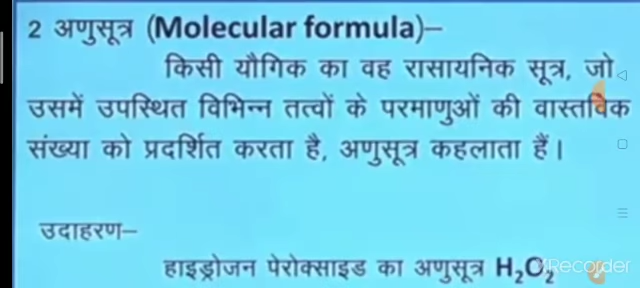 2 अणुसूत्र (Molecular formula)–
किसी यौगिक का वह रासायनिक सूत्र, जो
उसमें उपस्थित विभिन्न तत्वों के परमाणुओं की वास्तविक
संख्या को प्रदर्शित करता है, अणुसूत्र कहलाता हैं।
उदाहरण–
हाइड्रोजन पेरोक्साइड का अणुसूत्र H₂O₂
XRecorder